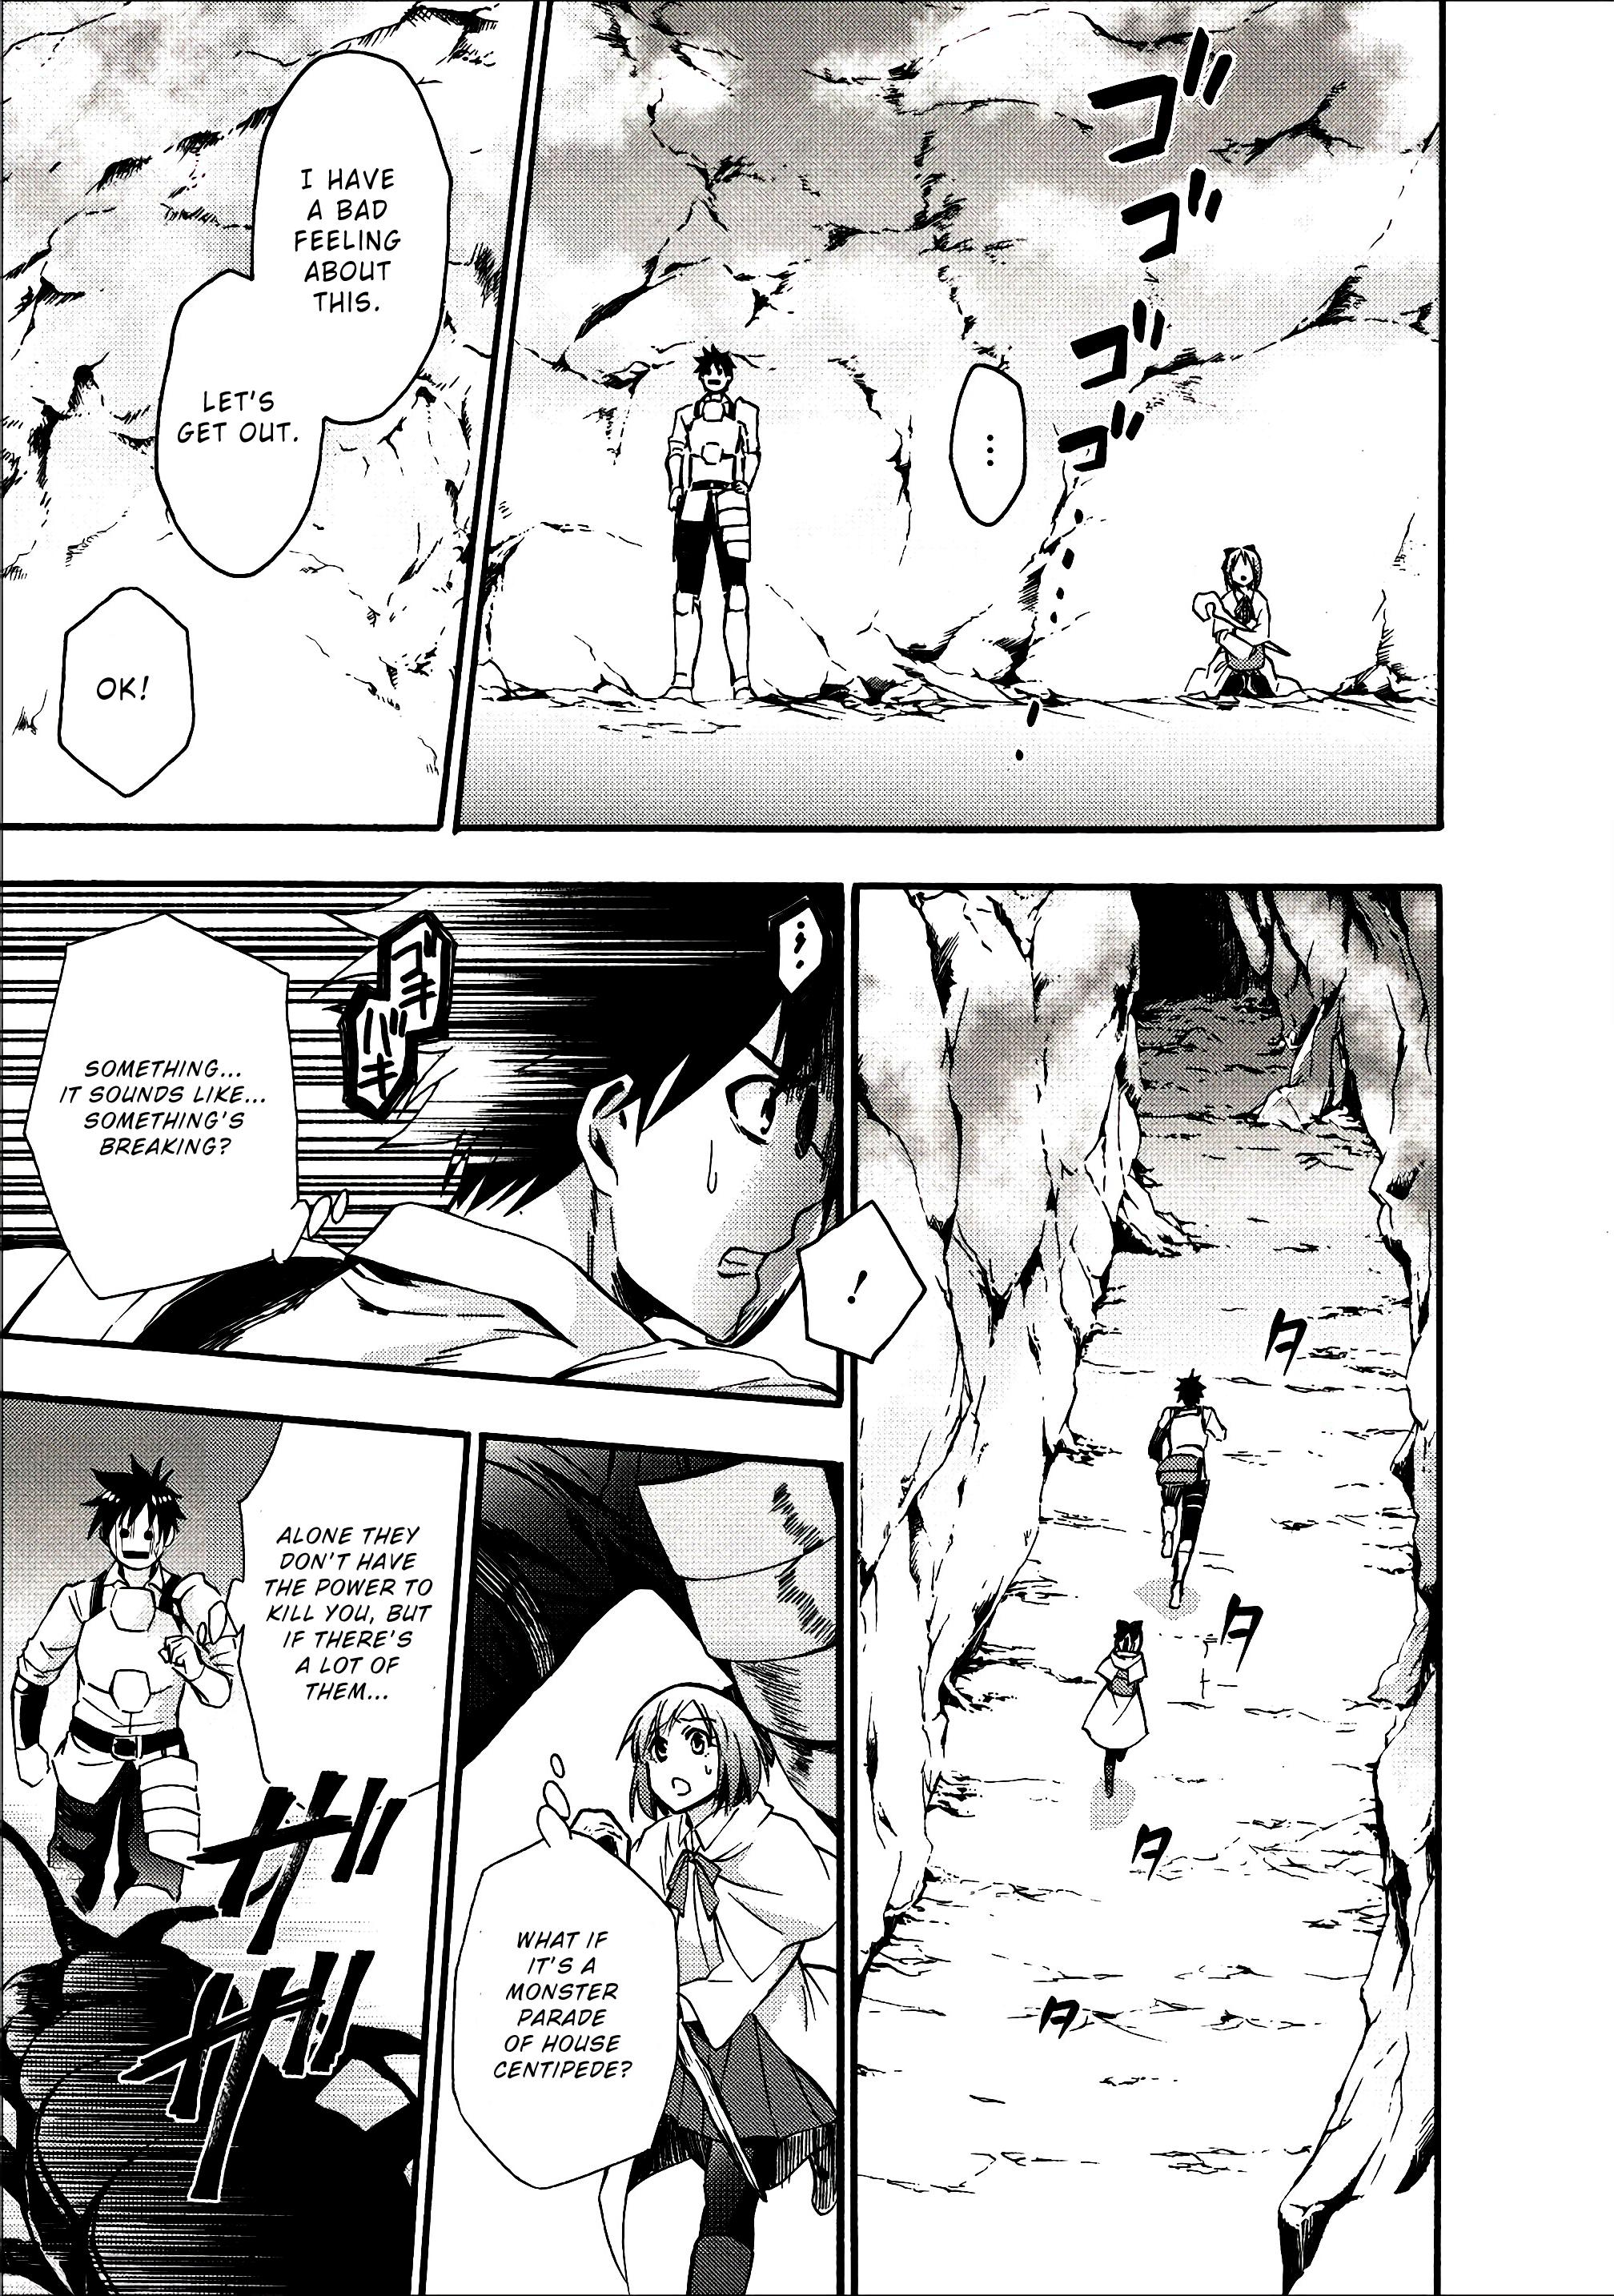 ゴ
ゴ
ゴ
ゴ
...
I HAVE
A BAD
FEELING
ABOUT
THIS.
LET'S
GET OUT.
OK!
タ
タ
タ
タ
!
...
ゴキ
バキ
SOMETHING...
IT SOUNDS LIKE...
SOMETHING'S
BREAKING?
WHAT IF
IT'S A
MONSTER
PARADE
OF HOUSE
CENTIPEDE?
ALONE THEY
DON'T HAVE
THE POWER TO
KILL YOU, BUT
IF THERE'S
A LOT OF
THEM...
ザ
ザ